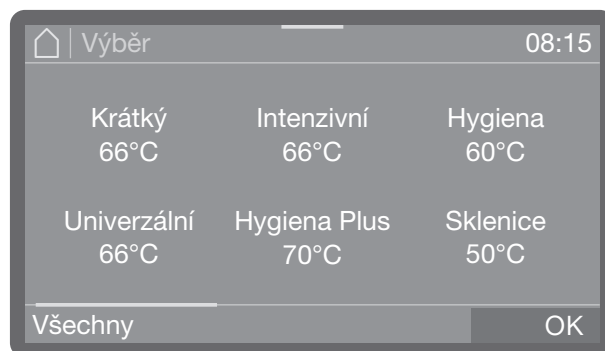 Výběr 08:15
Krátký Intenzivní Hygiena
66°C 66°C 60°C
Univerzální Hygiena Plus Sklenice
66°C 70°C 50°C
Všechny OK